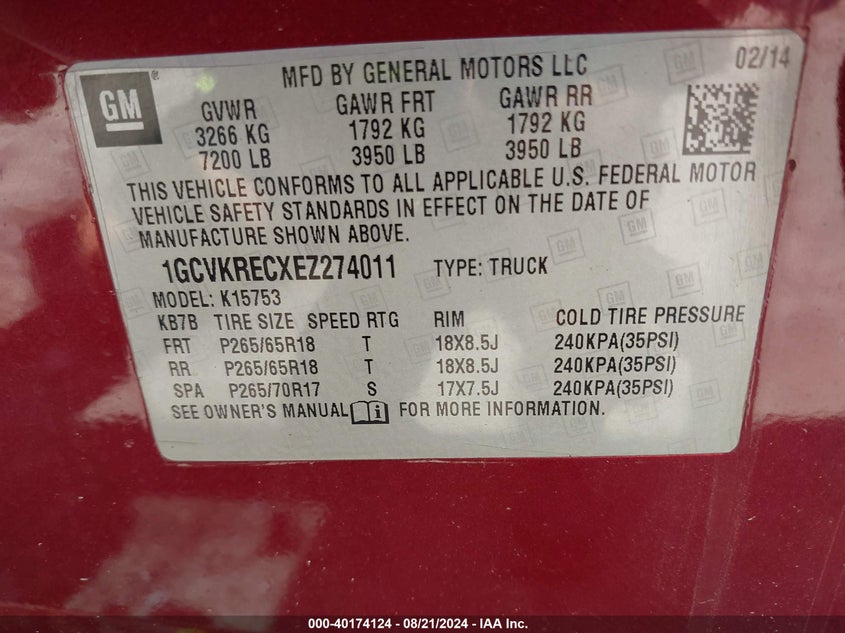 GM® MFD BY GENERAL MOTORS LLC 02/14
GVWR GAWR FRT GAWR RR
3266 KG 1792 KG 1792 KG
7200 LB 3950 LB 3950 LB
THIS VEHICLE CONFORMS TO ALL APPLICABLE U.S. FEDERAL MOTOR
VEHICLE SAFETY STANDARDS IN EFFECT ON THE DATE OF
MANUFACTURE SHOWN ABOVE.
1GCVKRECXEZ274011 TYPE: TRUCK
MODEL: K15753
KB7B TIRE SIZE SPEED RTG RIM COLD TIRE PRESSURE
FRT P265/65R18 T 18X8.5J 240KPA(35PSI)
RR P265/65R18 T 18X8.5J 240KPA(35PSI)
SPA P265/70R17 S 17X7.5J 240KPA(35PSI)
SEE OWNER'S MANUAL FOR MORE INFORMATION.
000-40174124 - 08/21/2024 - IAA Inc.